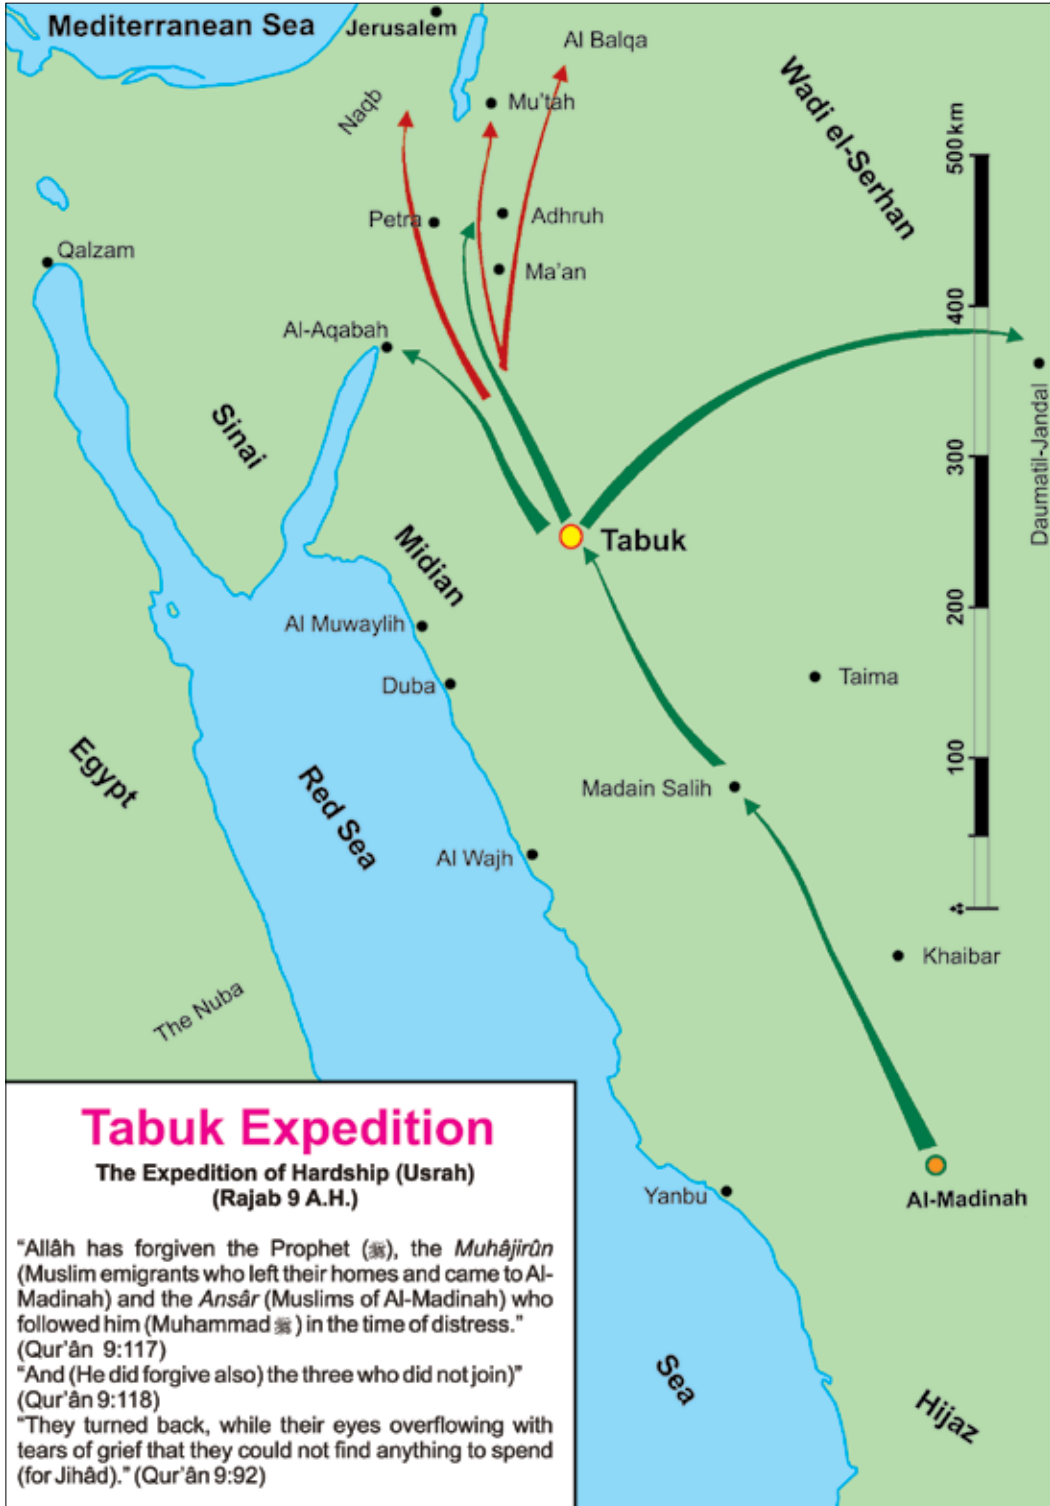 Mediterranean Sea
Jerusalem
Al Balqa
Naqb
Mu'tah
Wadi el-Serhan
500km
Petra
Adhruh
Qalzam
Ma'an
400
Al-Aqabah
Daumatil-Jandal
Sinai
300
Tabuk
Midian
200
Al Muwaylih
Duba
Taima
Egypt
Red Sea
100
Madain Salih
Al Wajh
Khaibar
The Nuba
Yanbu
Al-Madinah
Sea
Hijaz
Tabuk Expedition
The Expedition of Hardship (Usrah)
(Rajab 9 A.H.)
“Allâh has forgiven the Prophet (ﷺ), the Muhâjirûn
(Muslim emigrants who left their homes and came to Al-
Madinah) and the Ansâr (Muslims of Al-Madinah) who
followed him (Muhammad ﷺ) in the time of distress.”
(Qur'ân 9:117)
“And (He did forgive also) the three who did not join)”
(Qur'ân 9:118)
“They turned back, while their eyes overflowing with
tears of grief that they could not find anything to spend
(for Jihâd).” (Qur'ân 9:92)